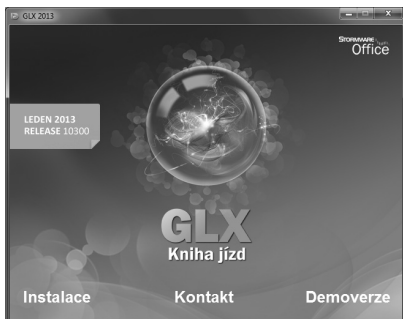 GLX 2013
STORMWARE
Office
LEDEN 2013
RELEASE 10300
GLX
Kniha jízd
Instalace
Kontakt
Demoverze